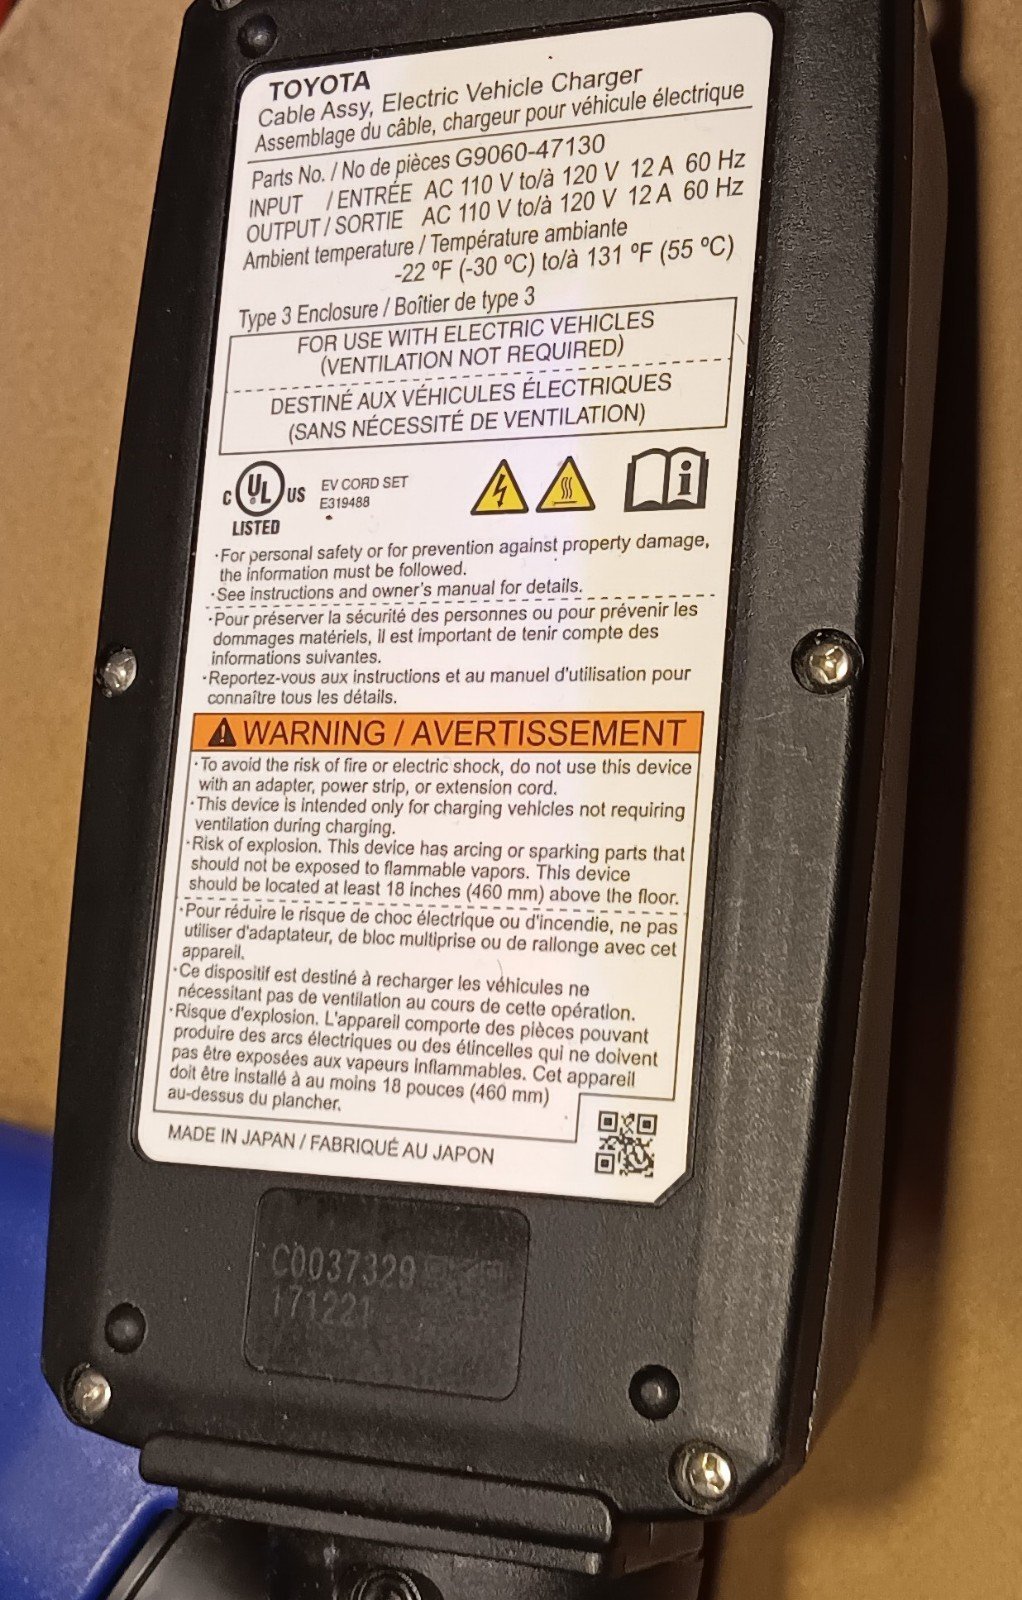 TOYOTA
Cable Assy, Electric Vehicle Charger
Assemblage du câble, chargeur pour véhicule électrique
Parts No. / No de pièces G9060-47130
INPUT / ENTRÉE AC 110 V to/à 120 V 12 A 60 Hz
OUTPUT / SORTIE AC 110 V to/à 120 V 12 A 60 Hz
Ambient temperature / Température ambiante
-22 ºF (-30 ºC) to/à 131 ºF (55 ºC)
Type 3 Enclosure / Boîtier de type 3
FOR USE WITH ELECTRIC VEHICLES
(VENTILATION NOT REQUIRED)
DESTINÉ AUX VÉHICULES ÉLECTRIQUES
(SANS NÉCESSITÉ DE VENTILATION)
C UL US
LISTED
EV CORD SET
E319488
·For personal safety or for prevention against property damage,
the information must be followed.
·See instructions and owner's manual for details.
·Pour préserver la sécurité des personnes ou pour prévenir les
dommages matériels, il est important de tenir compte des
informations suivantes.
·Reportez-vous aux instructions et au manuel d'utilisation pour
connaître tous les détails.
WARNING / AVERTISSEMENT
·To avoid the risk of fire or electric shock, do not use this device
with an adapter, power strip, or extension cord.
·This device is intended only for charging vehicles not requiring
ventilation during charging.
·Risk of explosion. This device has arcing or sparking parts that
should not be exposed to flammable vapors. This device
should be located at least 18 inches (460 mm) above the floor.
·Pour réduire le risque de choc électrique ou d'incendie, ne pas
utiliser d'adaptateur, de bloc multiprise ou de rallonge avec cet
appareil.
·Ce dispositif est destiné à recharger les véhicules ne
nécessitant pas de ventilation au cours de cette opération.
·Risque d'explosion. L'appareil comporte des pièces pouvant
produire des arcs électriques ou des étincelles qui ne doivent
pas être exposées aux vapeurs inflammables. Cet appareil
doit être installé à au moins 18 pouces (460 mm)
au-dessus du plancher.
MADE IN JAPAN / FABRIQUÉ AU JAPON
C0037329
171221